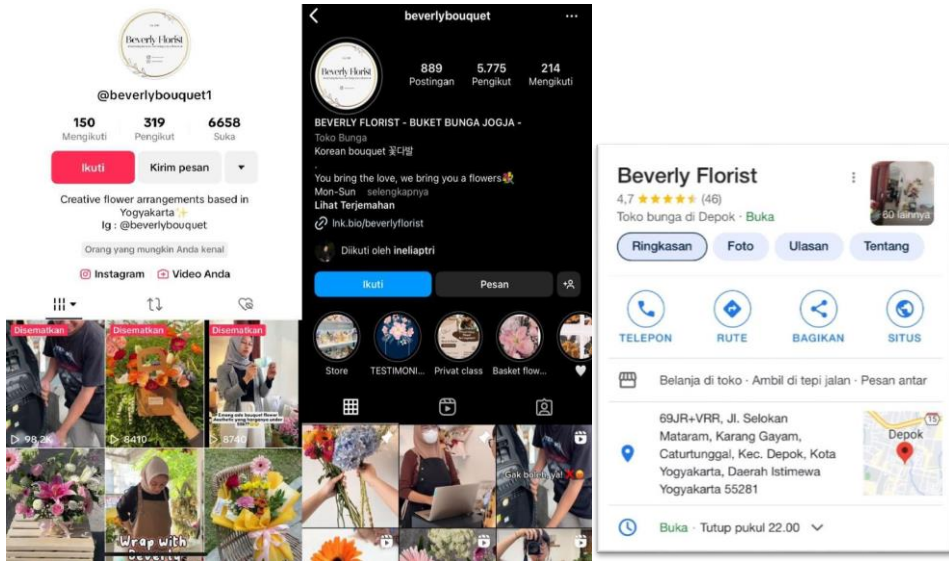 Beverly Florist
@beverlybouquet1
150 319 6658
Mengikuti Pengikut Suka
Ikuti Kirim pesan
Creative flower arrangements based in
Yogyakarta✨
Ig : @beverlybouquet
Orang yang mungkin Anda kenal
Instagram Video Anda
Disematkan Disematkan Disematkan
98,2K 8410 8740
Wrap with
Beverly
beverlybouquet
Beverly Florist
889 5.775 214
Postingan Pengikut Mengikuti
BEVERLY FLORIST - BUKET BUNGA JOGJA -
Toko Bunga
Korean bouquet 꽃다발
.
You bring the love, we bring you a flowers💐
Mon-Sun selengkapnya
Lihat Terjemahan
lnk.bio/beverlyflorist
Diikuti oleh ineliaptri
Ikuti Pesan
Store TESTIMONI... Privat class Basket flow...
Gak boleh ya!
Beverly Florist
4,7 ★★★★★ (46)
60 lainnya
Toko bunga di Depok · Buka
Ringkasan Foto Ulasan Tentang
TELEPON RUTE BAGIKAN SITUS
Belanja di toko · Ambil di tepi jalan · Pesan antar
69JR+VRR, Jl. Selokan
Mataram, Karang Gayam,
Caturtunggal, Kec. Depok, Kota
Yogyakarta, Daerah Istimewa
Yogyakarta 55281
15
Depok
Buka · Tutup pukul 22.00